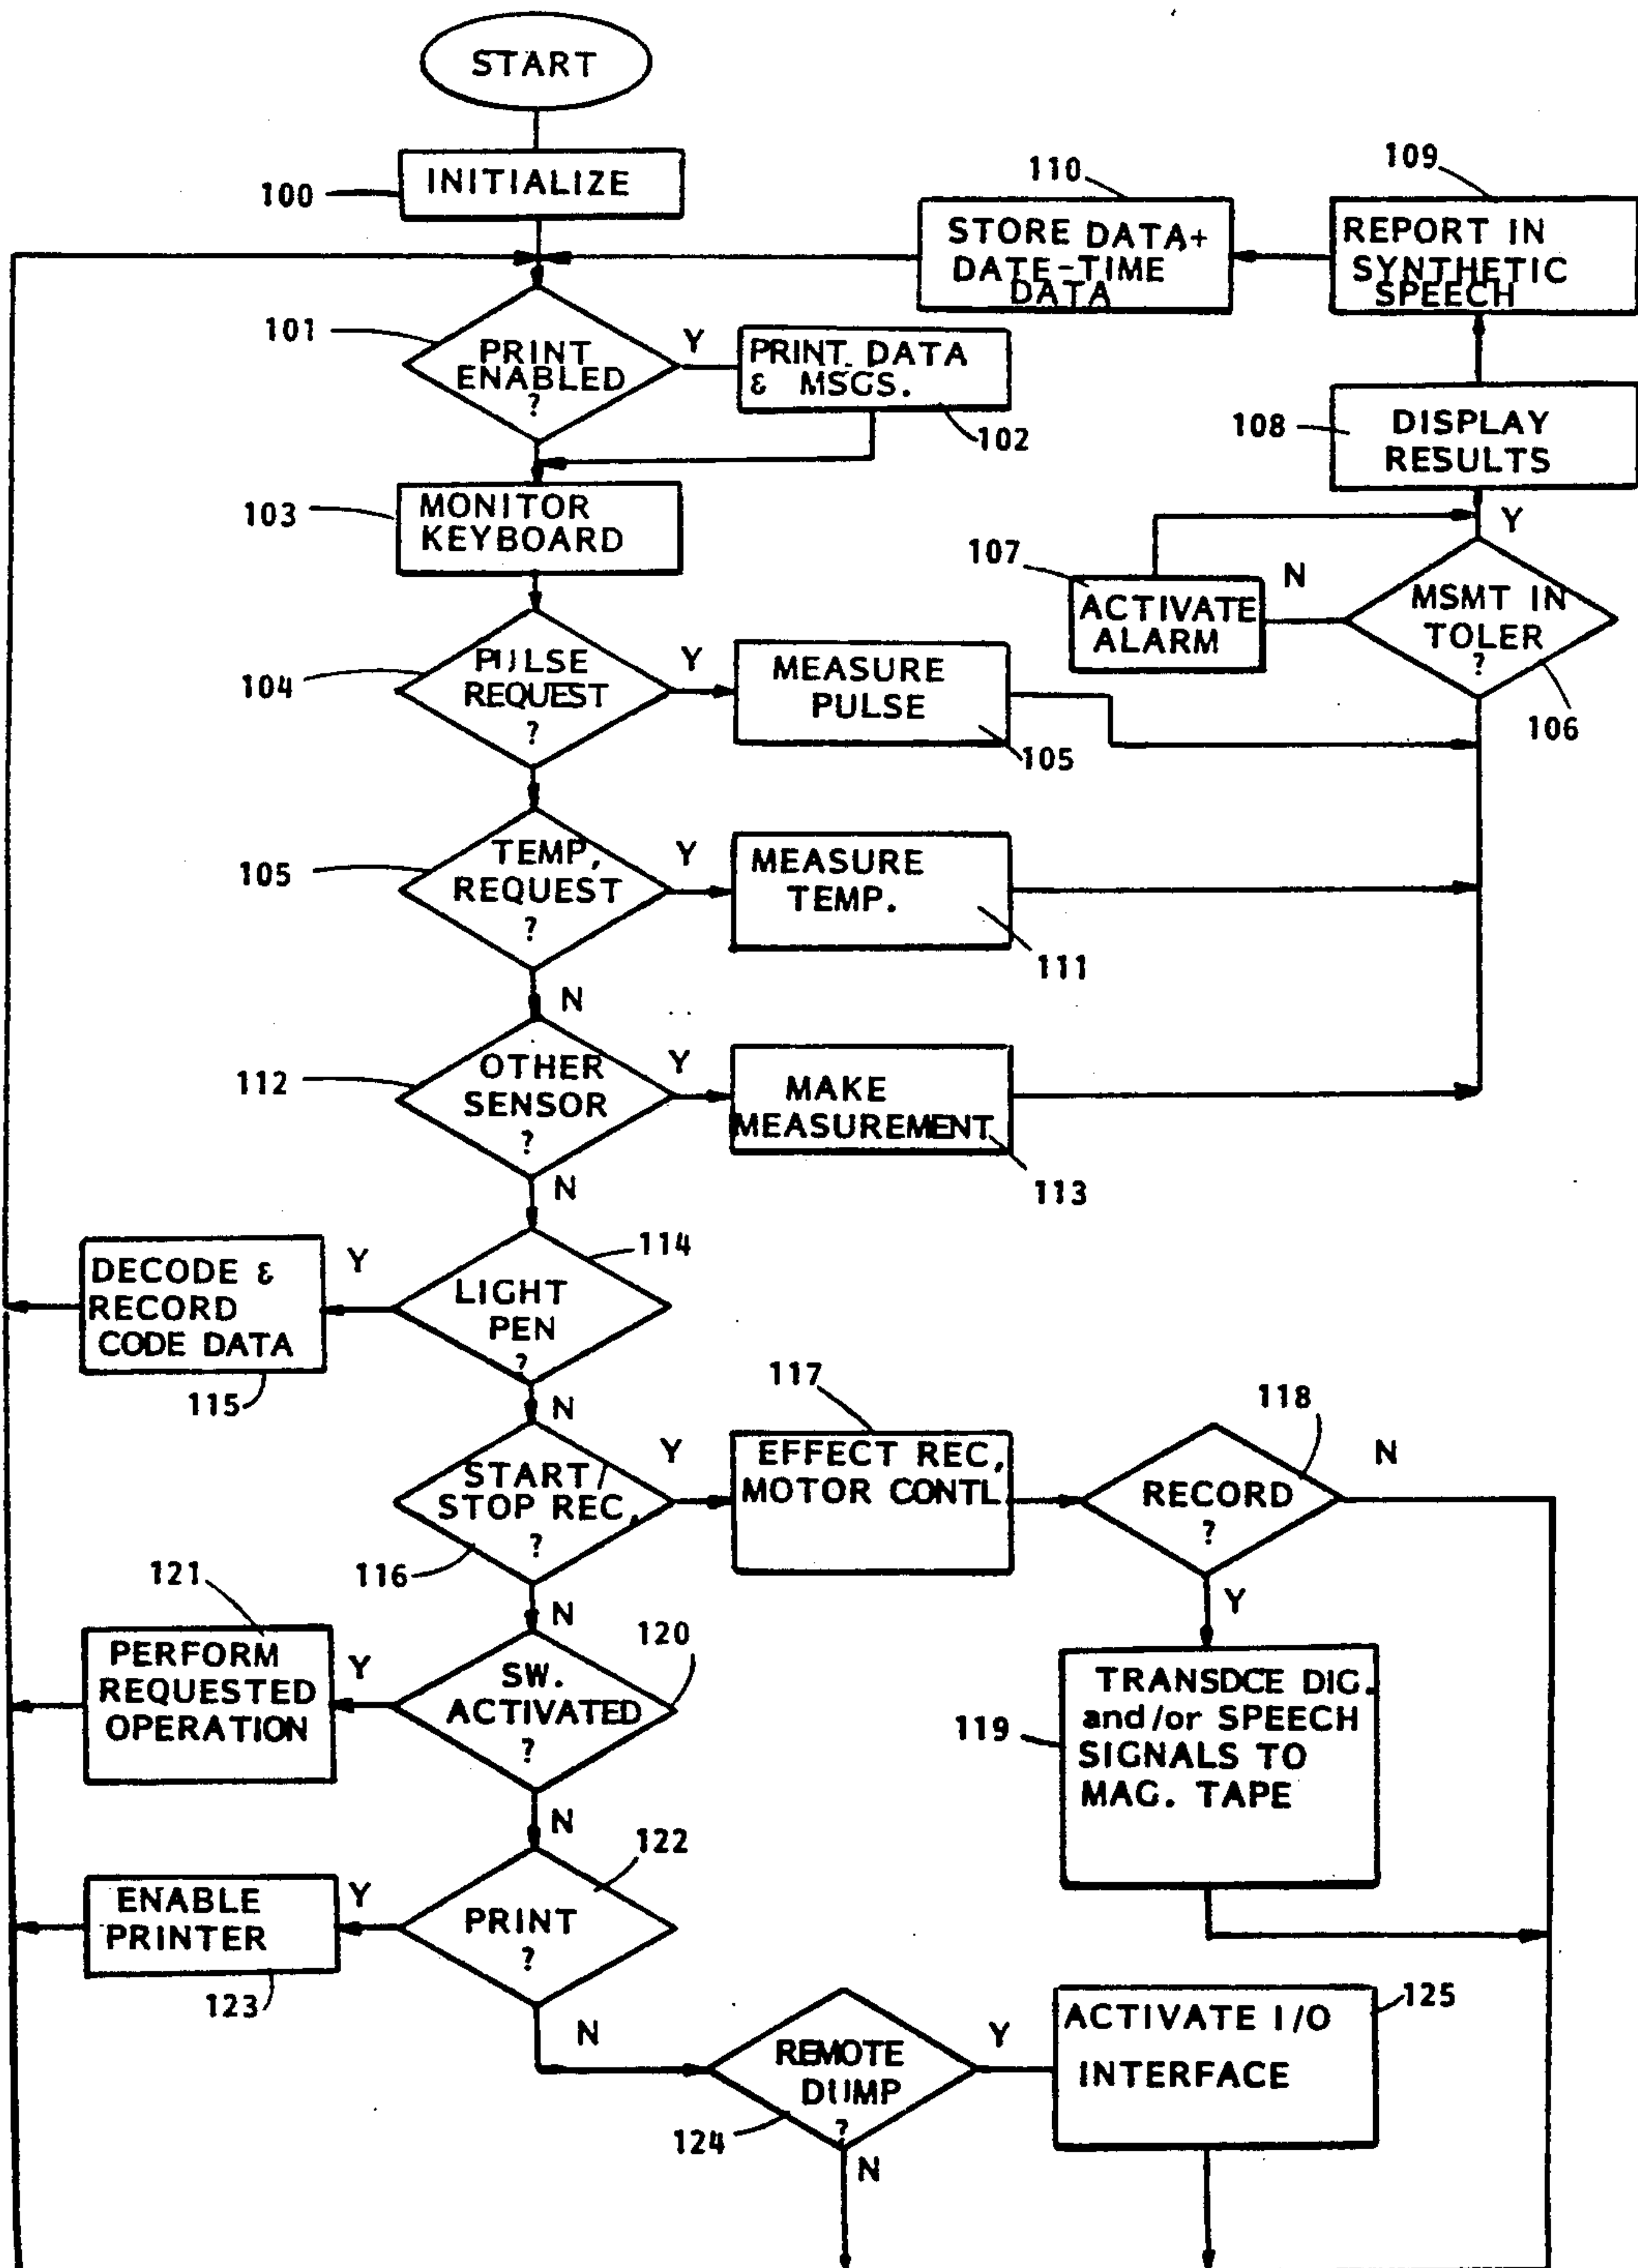 START
100
INITIALIZE
110
STORE DATA+
DATE-TIME
DATA
109
REPORT IN
SYNTHETIC
SPEECH
101
PRINT
ENABLED
?
Y
PRINT DATA
& MSGS.
102
108
DISPLAY
RESULTS
Y
103
MONITOR
KEYBOARD
107
ACTIVATE
ALARM
N
MSMT IN
TOLER
?
106
104
PULSE
REQUEST
?
Y
MEASURE
PULSE
105
105
TEMP,
REQUEST
?
Y
MEASURE
TEMP.
111
N
112
OTHER
SENSOR
?
Y
MAKE
MEASUREMENT
113
N
114
LIGHT
PEN
?
Y
DECODE &
RECORD
CODE DATA
115
N
START/
STOP REC,
?
116
Y
117
EFFECT REC,
MOTOR CONTL
118
RECORD
?
N
Y
119
TRANSDCE DIG.
and/or SPEECH
SIGNALS TO
MAG. TAPE
N
120
SW.
ACTIVATED
?
Y
121
PERFORM
REQUESTED
OPERATION
N
122
PRINT
?
Y
ENABLE
PRINTER
123
N
REMOTE
DUMP
?
124
Y
ACTIVATE I/O
INTERFACE
125
N